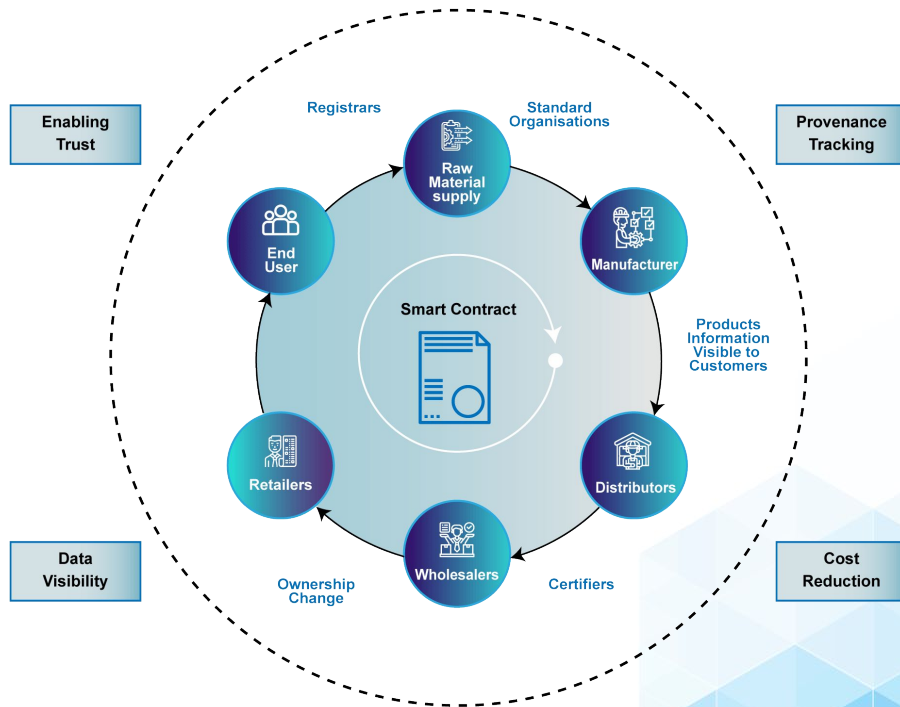 Registrars
Standard
Organisations
Enabling
Trust
Provenance
Tracking
Raw
Material
supply
End
User
Manufacturer
Smart Contract
Products
Information
Visible to
Customers
Retailers
Distributors
Data
Visibility
Wholesalers
Cost
Reduction
Ownership
Change
Certifiers